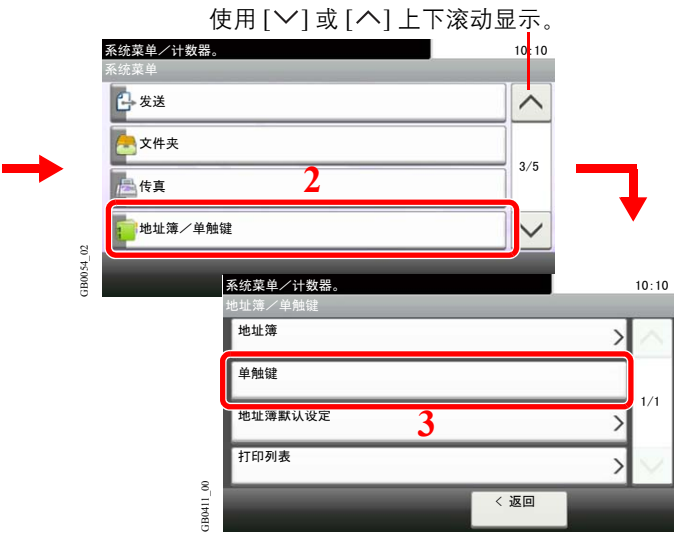 使用 [﹀] 或 [︿] 上下滚动显示。
系统菜单／计数器。 10:10
系统菜单
发送
文件夹
3/5
传真
2
地址簿／单触键
GB0054_02
系统菜单／计数器。 10:10
地址簿／单触键
地址簿
单触键
1/1
地址簿默认设定
3
打印列表
GB0411_00
< 返回